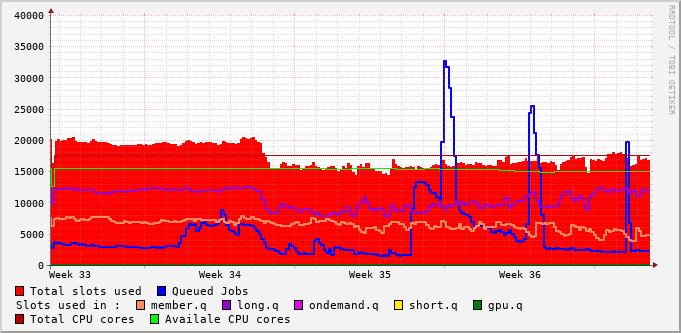 RRDTOOL / TOBI OETIKER
40000
35000
30000
25000
20000
15000
10000
5000
0
Week 33 Week 34 Week 35 Week 36
Total slots used Queued Jobs
Slots used in : member.q long.q ondemand.q short.q gpu.q
Total CPU cores Availale CPU cores